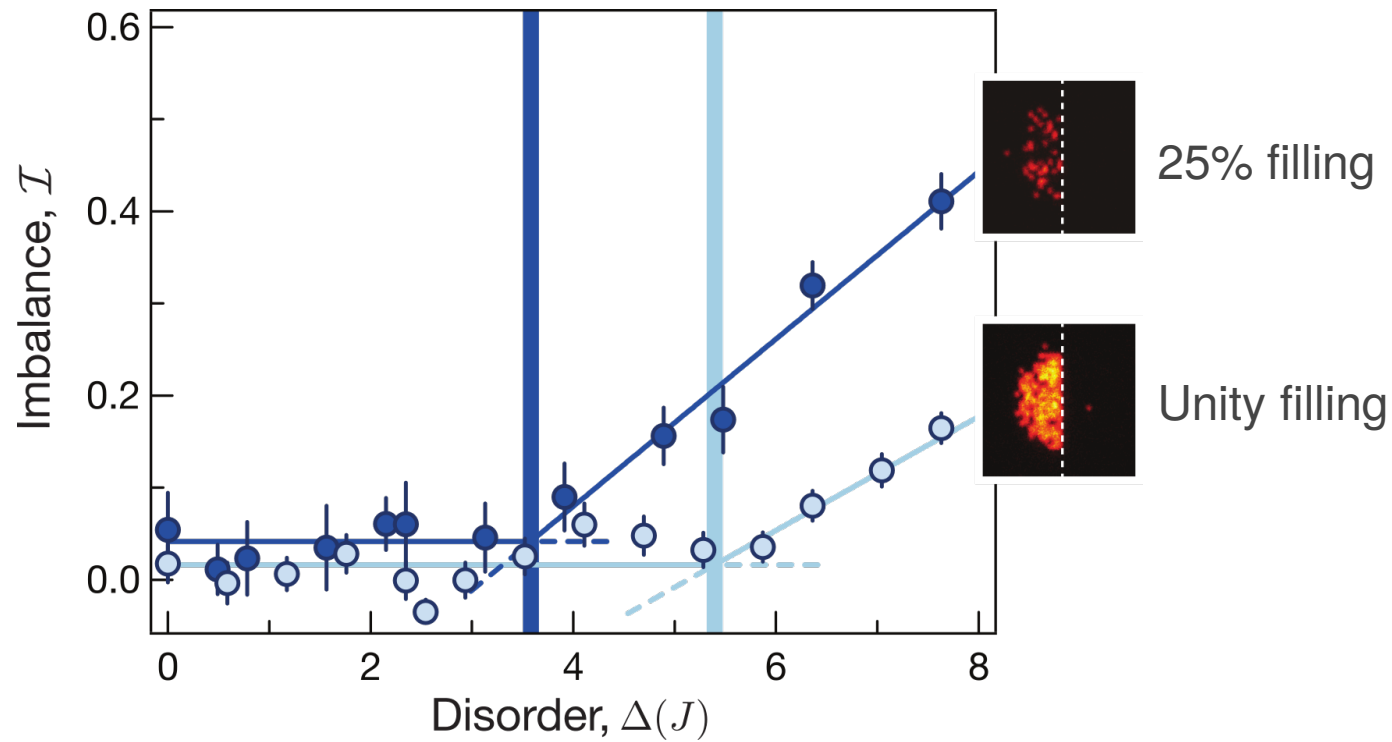 0.6
0.4
0.2
0.0
Imbalance, ℐ
0 2 4 6 8
Disorder, Δ(J)
25% filling
Unity filling